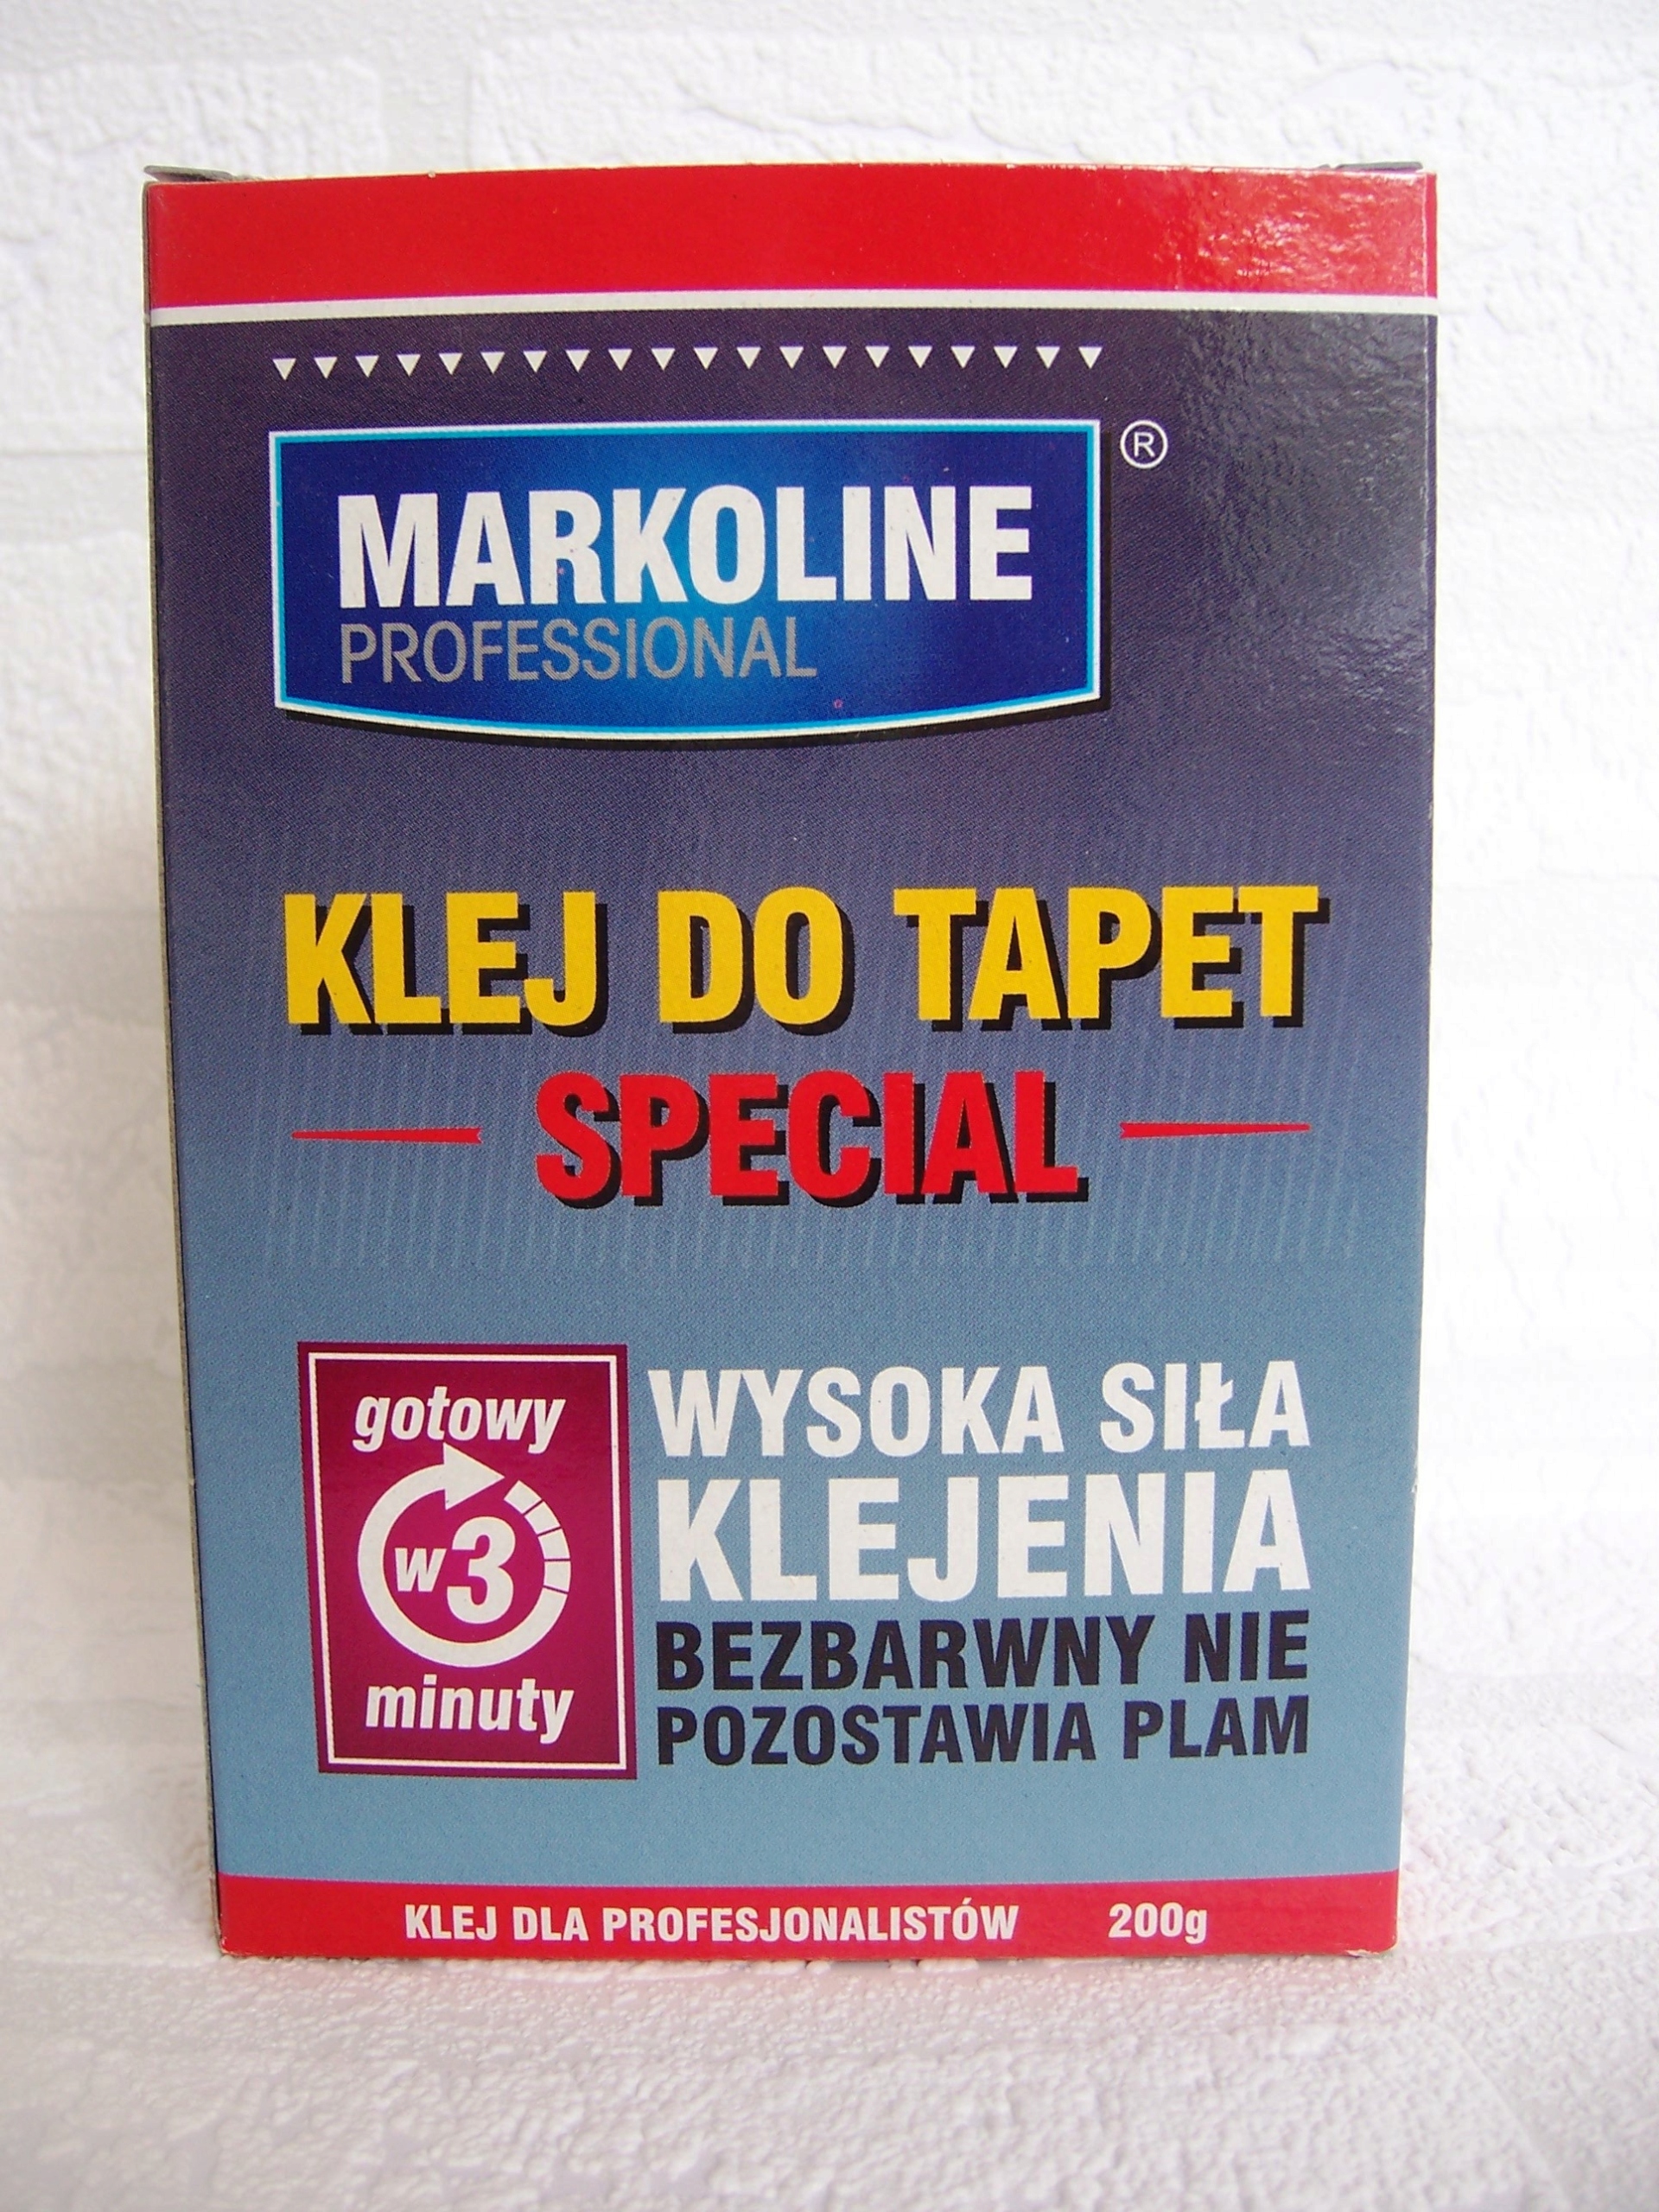 MARKOLINE ®
PROFESSIONAL
KLEJ DO TAPET
SPECIAL
gotowy
w 3
minuty
WYSOKA SIŁA
KLEJENIA
BEZBARWNY NIE
POZOSTAWIA PLAM
KLEJ DLA PROFESJONALISTÓW 200g